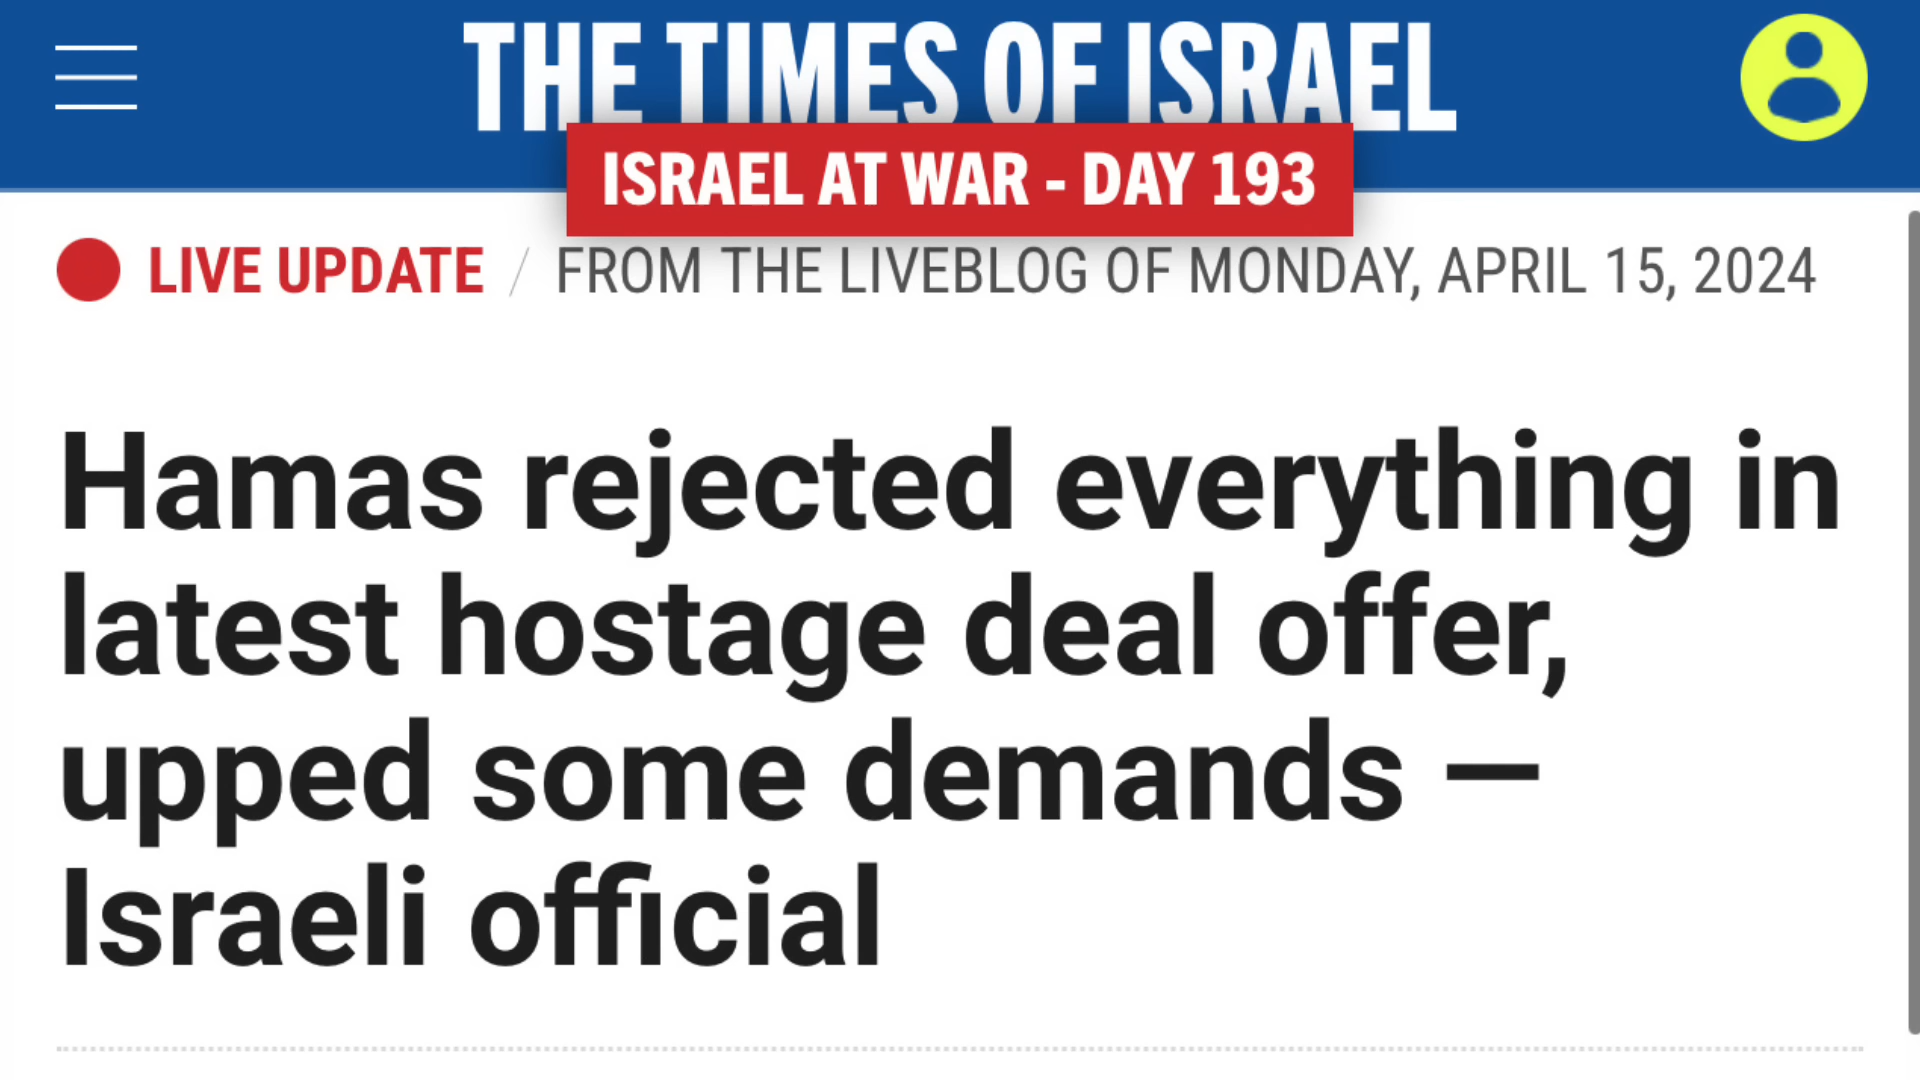 THE TIMES OF ISRAEL
ISRAEL AT WAR - DAY 193
LIVE UPDATE / FROM THE LIVEBLOG OF MONDAY, APRIL 15, 2024
Hamas rejected everything in
latest hostage deal offer,
upped some demands —
Israeli official